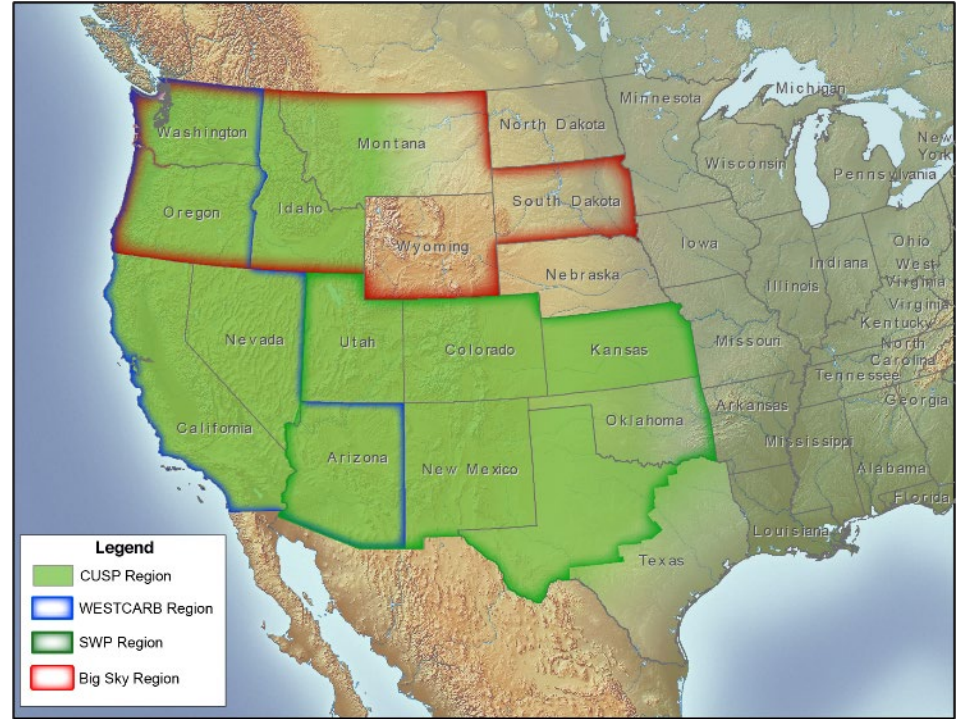 Michigan
Minnesota
North Dakota
Washington
Montana
New
York
Wisconsin
Pennsylvania
South Dakota
Oregon
Idaho
Wyoming
Iowa
Ohio
Indiana
West
Virginia
Nebraska
Illinois
Virginia
Kentucky
Nevada
Utah
Colorado
Kansas
Missouri
North
Carolina
Tennessee
Georgia
Arkansas
Oklahoma
California
Mississippi
Arizona
New Mexico
Alabama
Florida
Louisiana
Texas
Legend
CUSP Region
WESTCARB Region
SWP Region
Big Sky Region